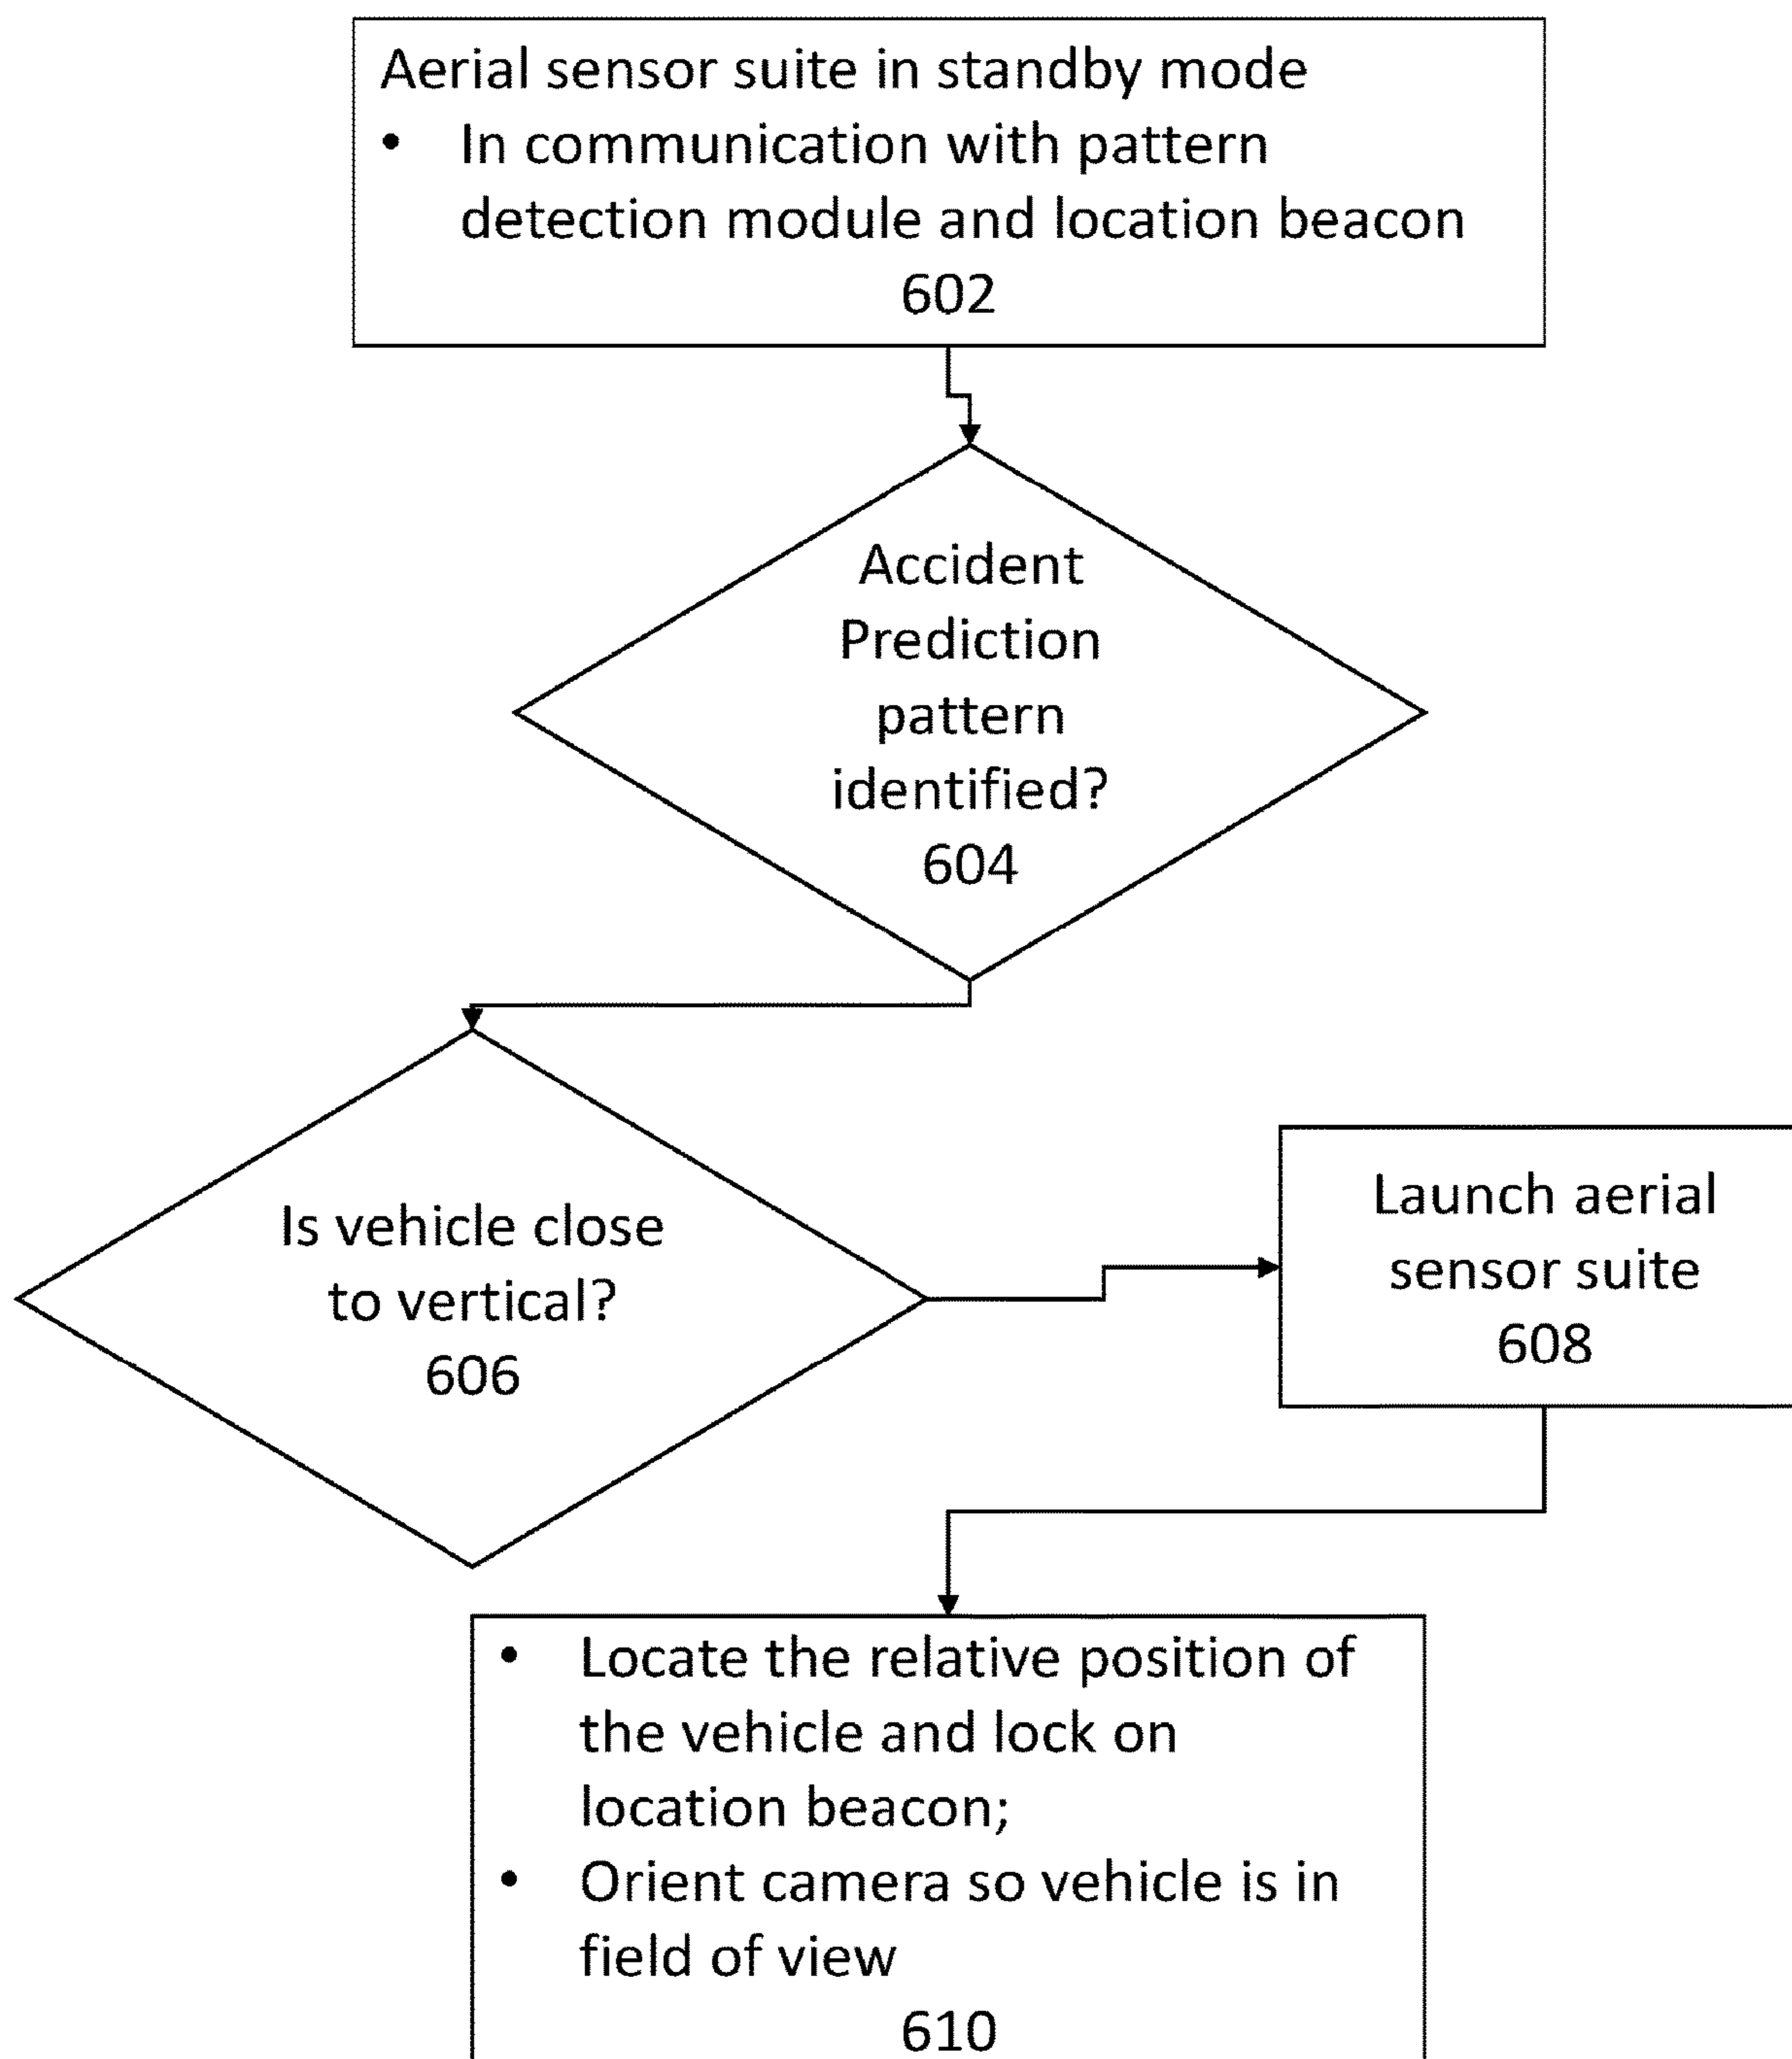 Aerial sensor suite in standby mode
• In communication with pattern
detection module and location beacon
602
Accident
Prediction
pattern
identified?
604
Is vehicle close
to vertical?
606
Launch aerial
sensor suite
608
• Locate the relative position of
the vehicle and lock on
location beacon;
• Orient camera so vehicle is in
field of view
610